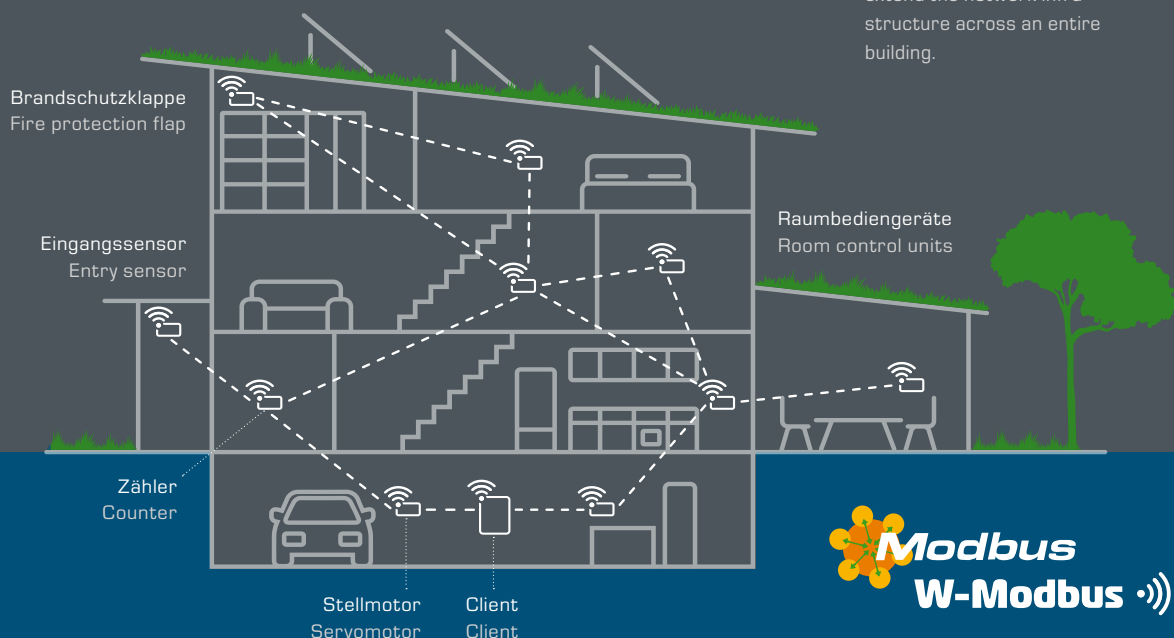 structure across an entire
building.
Brandschutzklappe
Fire protection flap
Eingangssensor
Entry sensor
Raumbediengeräte
Room control units
Zähler
Counter
Stellmotor
Servomotor
Client
Client
Modbus
W-Modbus